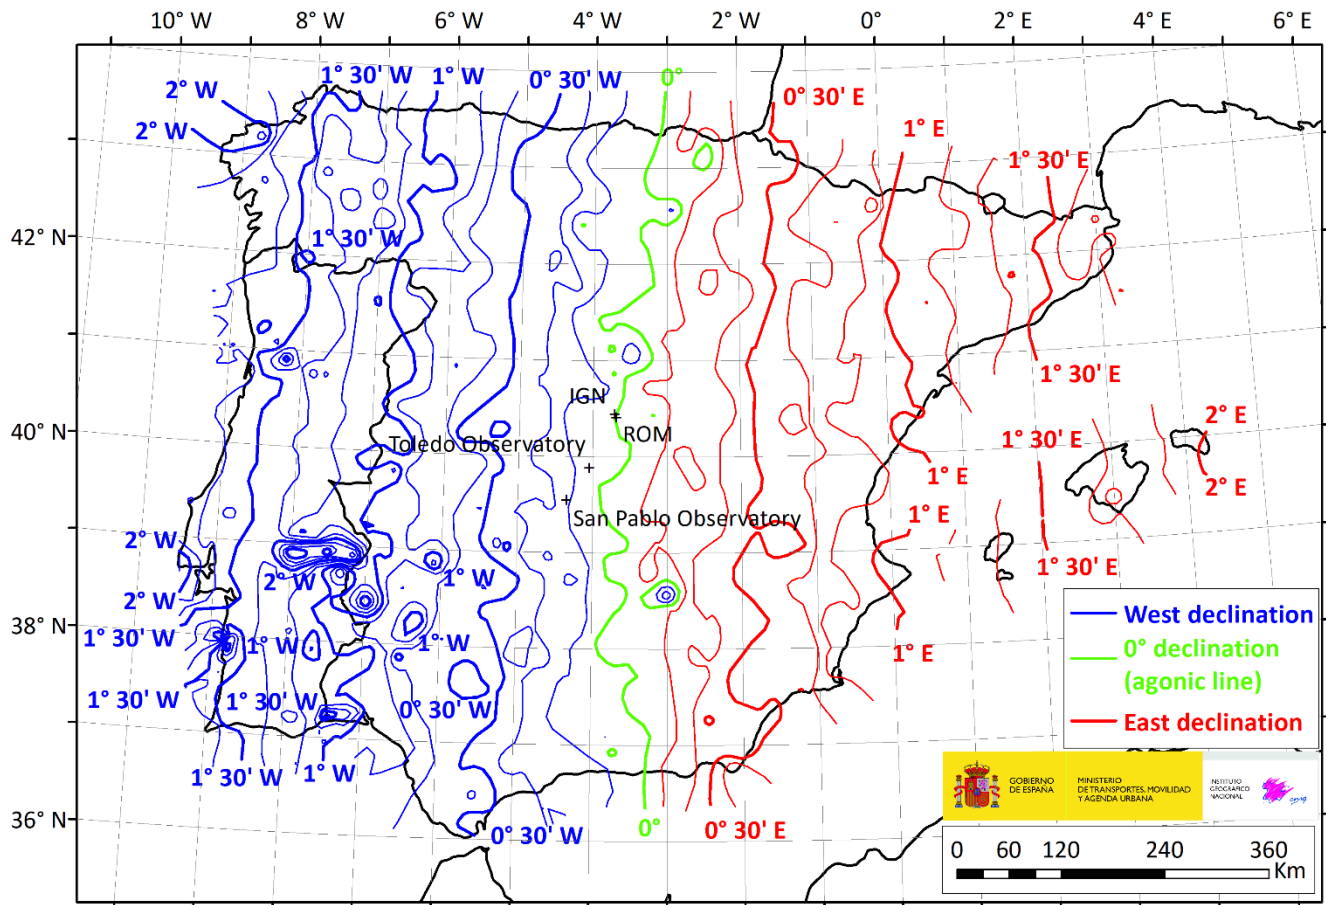 10° W 8° W 6° W 4° W 2°W 0° 2° E 4° E 6° E
1° 30' W 1° W 0° 30' W 0° 0° 30' E
2° W
2° W
1° E
1° 30' E
42° N
1° 30' W
1° 30' E
IGN
ROM
40° N
Toledo Observatory
1° 30' E
2° E
1° E
2° E
San Pablo Observatory
1° E
2° W
2° W
1° W
1° 30' E
2° W
38° N
1° 30' W
1° W
1° W
1° E
West declination
0° declination
(agonic line)
East declination
1° 30' W
1° 30' W
0° 30' W
1° 30' W
1° W
GOBIERNO
DE ESPAÑA
MINISTERIO
DE TRANSPORTES, MOVILIDAD
Y AGENDA URBANA
INSTITUTO
GEOGRÁFICO
NACIONAL
cnig
36° N
0° 30' W
0°
0° 30' E
0 60 120 240 360
Km